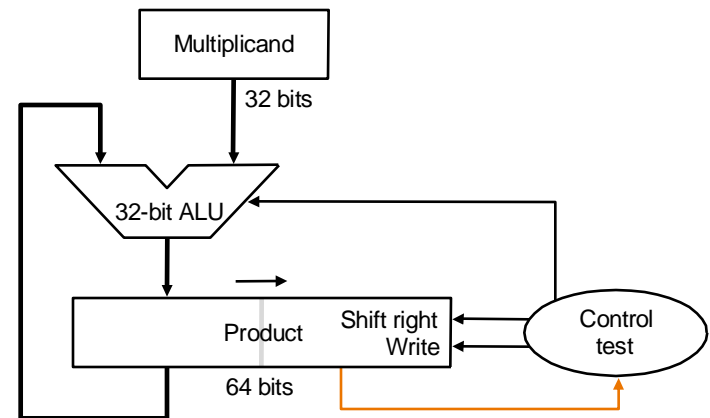 Multiplicand
32 bits
32-bit ALU
Product
Shift right
Write
Control
test
64 bits